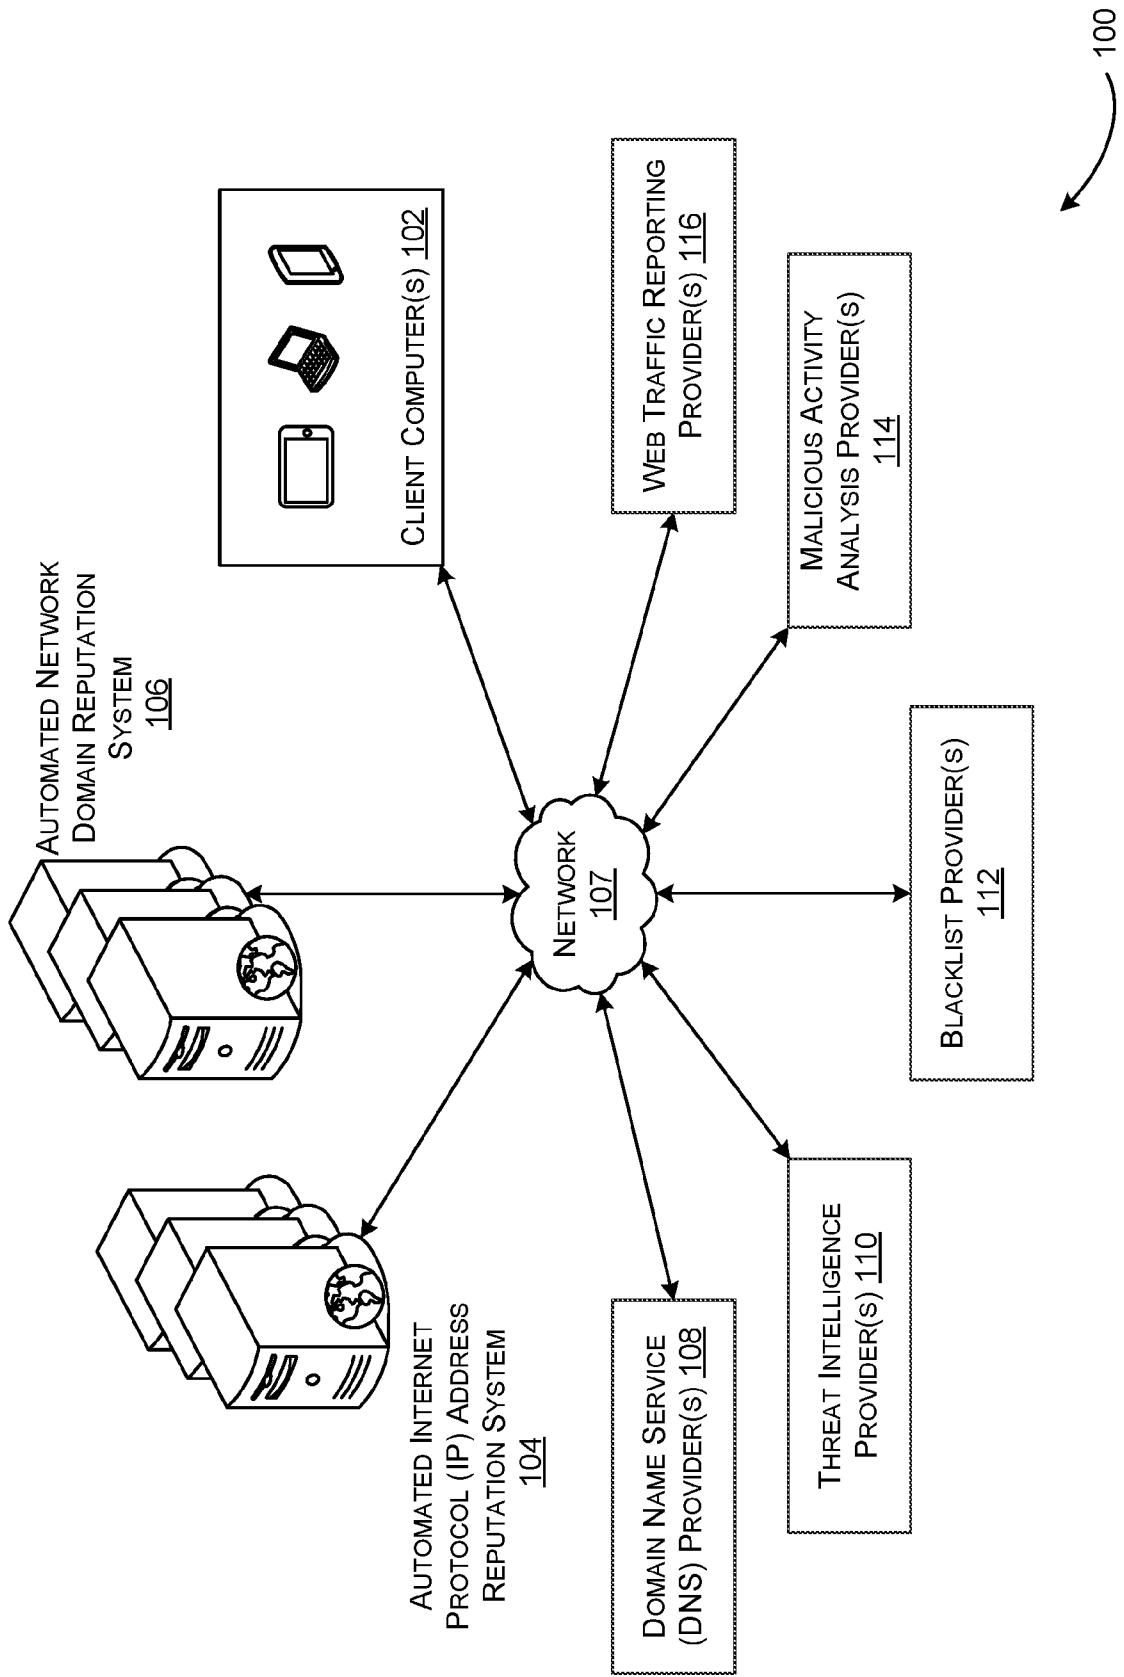 AUTOMATED NETWORK
DOMAIN REPUTATION
SYSTEM
106
AUTOMATED INTERNET
PROTOCOL (IP) ADDRESS
REPUTATION SYSTEM
104
CLIENT COMPUTER(S) 102
NETWORK
107
DOMAIN NAME SERVICE
(DNS) PROVIDER(S) 108
THREAT INTELLIGENCE
PROVIDER(S) 110
BLACKLIST PROVIDER(S)
112
MALICIOUS ACTIVITY
ANALYSIS PROVIDER(S)
114
WEB TRAFFIC REPORTING
PROVIDER(S) 116
100